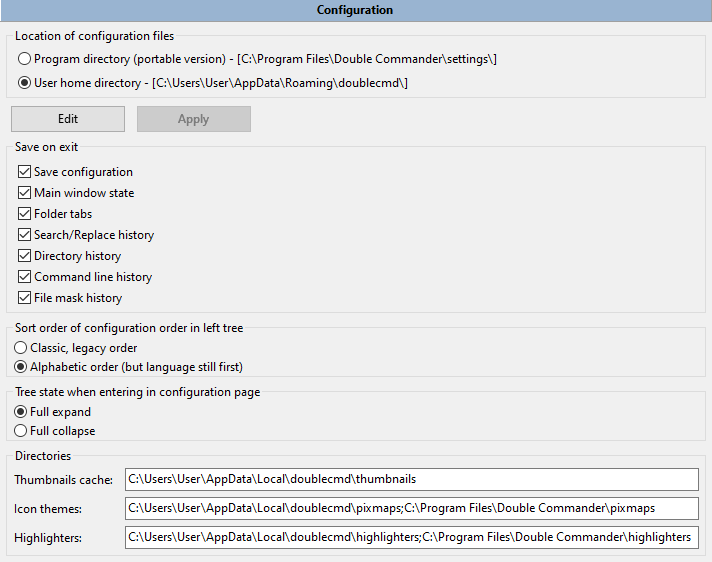 Configuration
Location of configuration files
Program directory (portable version) - [C:\Program Files\Double Commander\settings\]
User home directory - [C:\Users\User\AppData\Roaming\doublecmd\]
Edit Apply
Save on exit
Save configuration
Main window state
Folder tabs
Search/Replace history
Directory history
Command line history
File mask history
Sort order of configuration order in left tree
Classic, legacy order
Alphabetic order (but language still first)
Tree state when entering in configuration page
Full expand
Full collapse
Directories
Thumbnails cache: C:\Users\User\AppData\Local\doublecmd\thumbnails
Icon themes: C:\Users\User\AppData\Local\doublecmd\pixmaps;C:\Program Files\Double Commander\pixmaps
Highlighters: C:\Users\User\AppData\Local\doublecmd\highlighters;C:\Program Files\Double Commander\highlighters